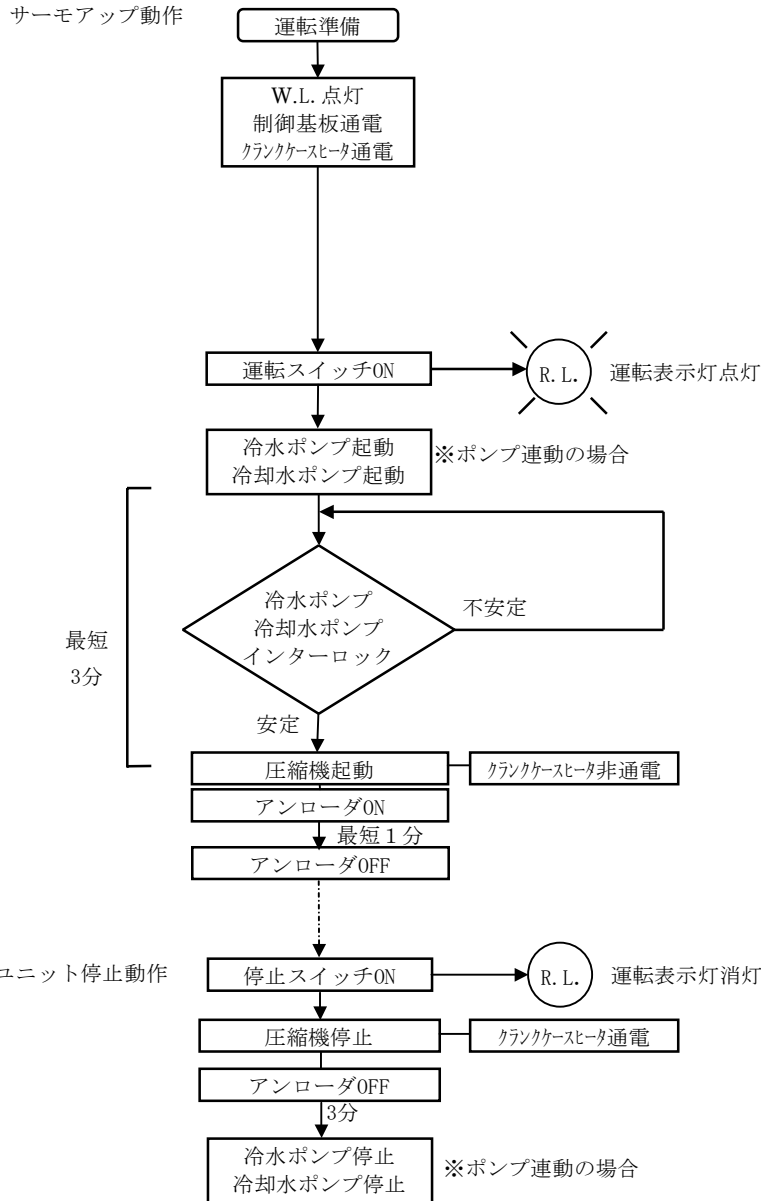 サーモアップ動作
運転準備
W.L. 点灯
制御基板通電
ｸﾗﾝｸｹｰｽﾋｰﾀ通電
運転スイッチON
R.L.
運転表示灯点灯
冷水ポンプ起動
冷却水ポンプ起動
※ポンプ連動の場合
冷水ポンプ
冷却水ポンプ
インターロック
不安定
最短
3分
安定
圧縮機起動
ｸﾗﾝｸｹｰｽﾋｰﾀ非通電
アンローダON
最短１分
アンローダOFF
ユニット停止動作
停止スイッチON
R.L.
運転表示灯消灯
圧縮機停止
ｸﾗﾝｸｹｰｽﾋｰﾀ通電
アンローダOFF
3分
冷水ポンプ停止
冷却水ポンプ停止
※ポンプ連動の場合